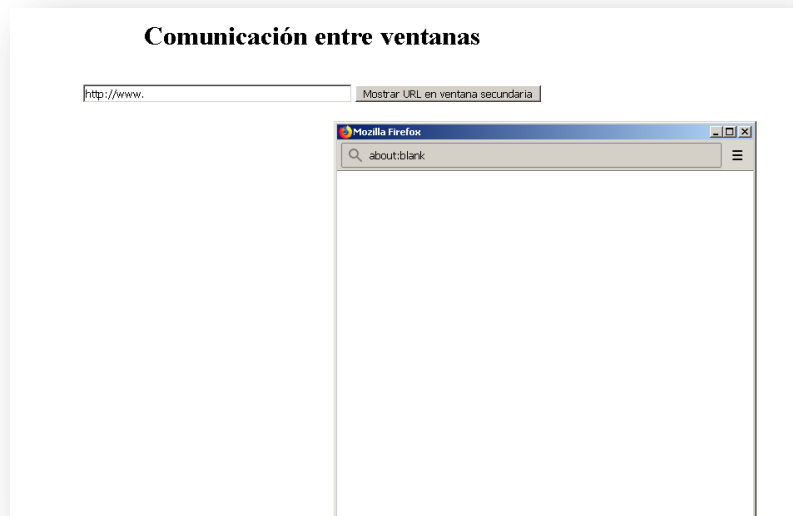 Comunicación entre ventanas
http://www.
Mostrar URL en ventana secundaria
Mozilla Firefox
about:blank